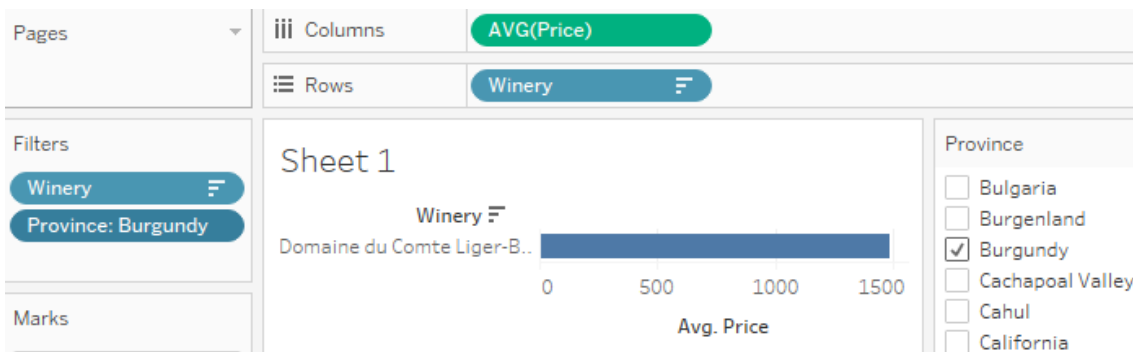 Pages
Columns AVG(Price)
Rows Winery
Filters
Winery
Province: Burgundy
Marks
Sheet 1
Winery
Domaine du Comte Liger-B..
0 500 1000 1500
Avg. Price
Province
Bulgaria
Burgenland
Burgundy
Cachapoal Valley
Cahul
California